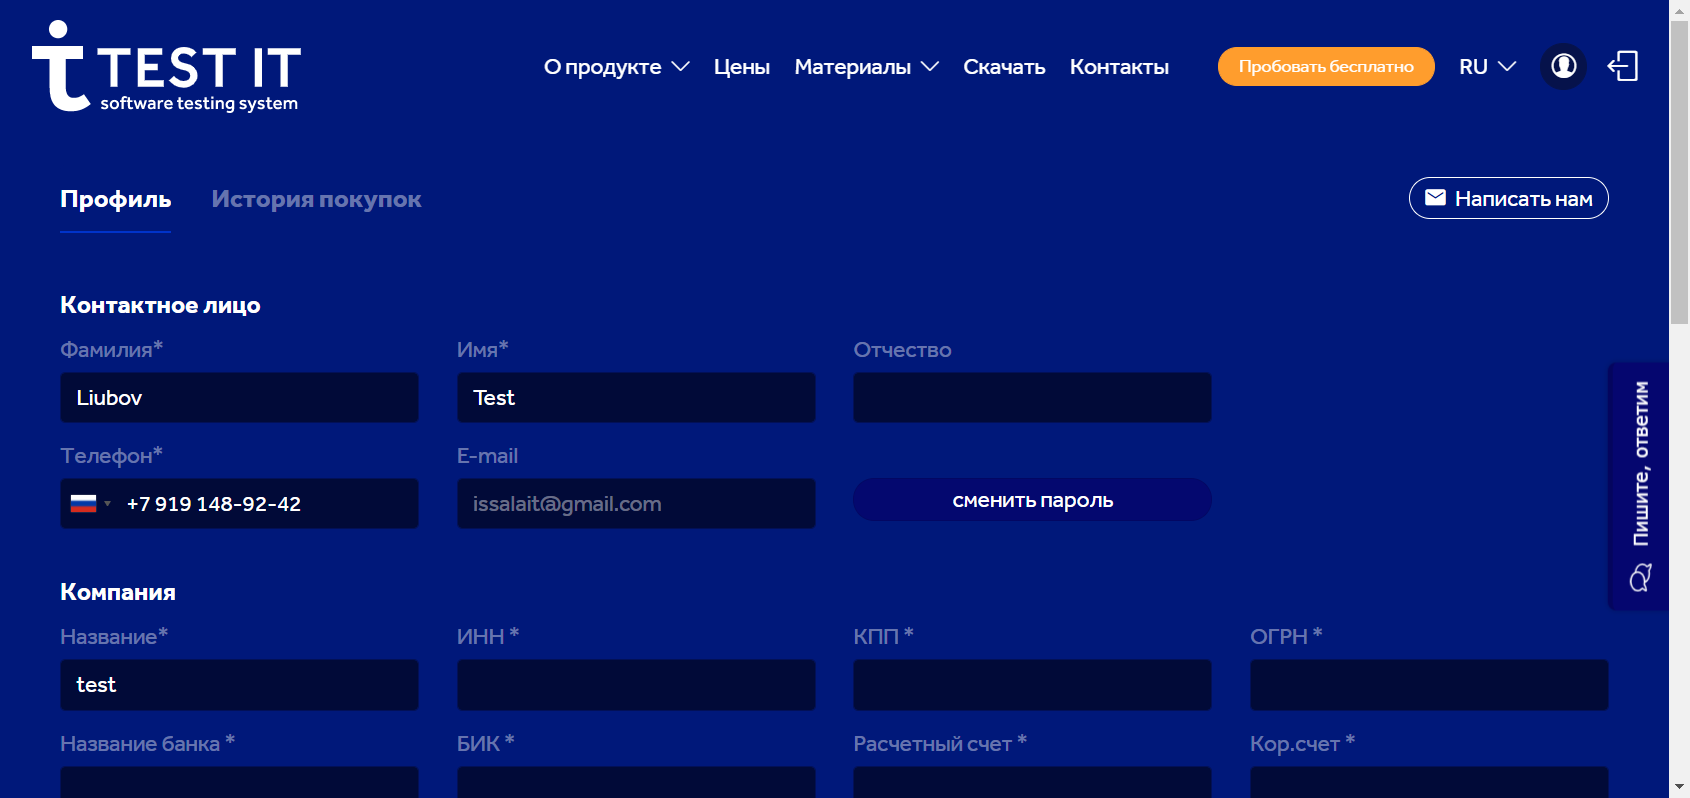 TEST IT
software testing system
О продукте Цены Материалы Скачать Контакты Пробовать бесплатно RU
Профиль История покупок Написать нам
Контактное лицо
Фамилия* Имя* Отчество
Liubov Test
Телефон* E-mail
+7 919 148-92-42 issalait@gmail.com сменить пароль
Пишите, ответим
Компания
Название* ИНН * КПП * ОГРН *
test
Название банка * БИК * Расчетный счет * Кор.счет *